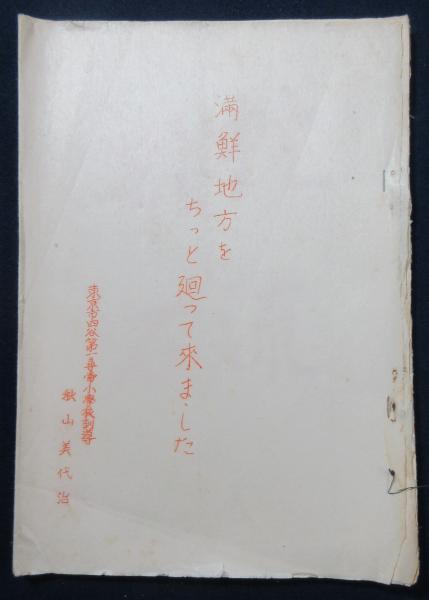 満鮮地方を
ちっと廻って來ました
東京市四谷第一尋常小學校訓導
秋山美代治